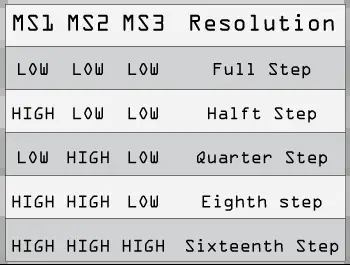 MS1 MS2 MS3 Resolution
LOW LOW LOW Full Step
HIGH LOW LOW Halft Step
LOW HIGH LOW Quarter Step
HIGH HIGH LOW Eighth step
HIGH HIGH HIGH Sixteenth Step